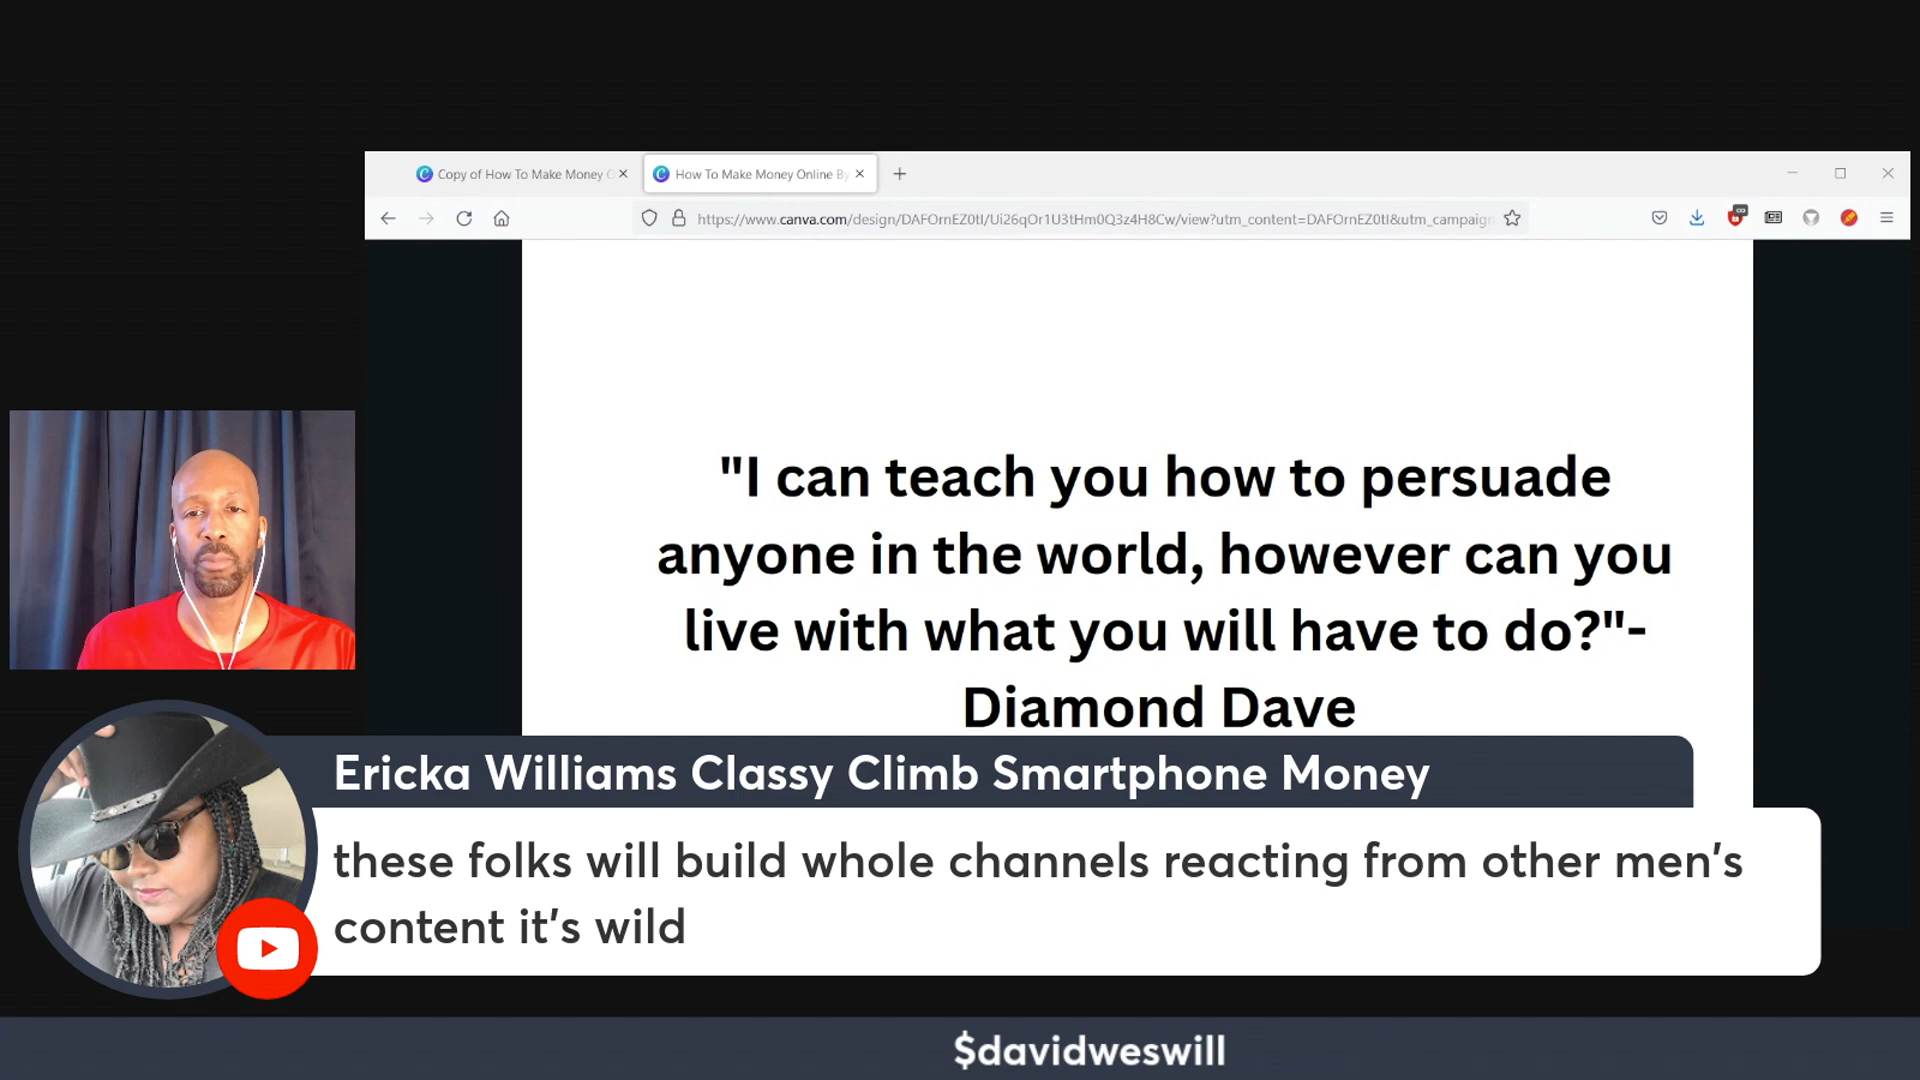 Copy of How To Make Money O
How To Make Money Online By
https://www.canva.com/design/DAFOrnEZ0tI/Ui26qOr1U3tHm0Q3z4H8Cw/view?utm_content=DAFOrnEZ0tI&utm_campaign
"I can teach you how to persuade
anyone in the world, however can you
live with what you will have to do?"-
Diamond Dave
Ericka Williams Classy Climb Smartphone Money
these folks will build whole channels reacting from other men's
content it's wild
$davidweswill